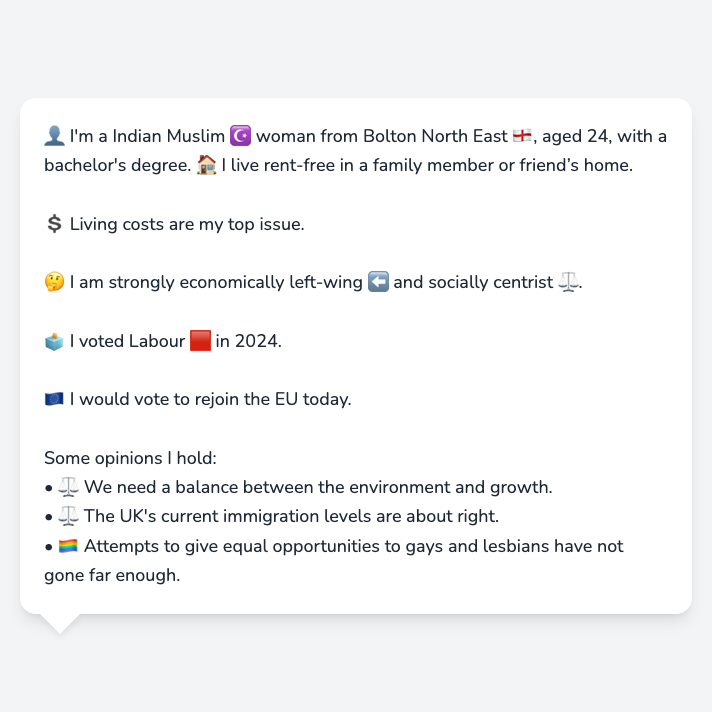 👤 I'm a Indian Muslim ☪️ woman from Bolton North East 🏴󠁧󠁢󠁥󠁮󠁧󠁿, aged 24, with a
bachelor's degree. 🏠 I live rent-free in a family member or friend’s home.
💲 Living costs are my top issue.
🤔 I am strongly economically left-wing ⬅️ and socially centrist ⚖️.
🗳️ I voted Labour 🟥 in 2024.
🇪🇺 I would vote to rejoin the EU today.
Some opinions I hold:
• ⚖️ We need a balance between the environment and growth.
• ⚖️ The UK's current immigration levels are about right.
• 🏳️‍🌈 Attempts to give equal opportunities to gays and lesbians have not
gone far enough.